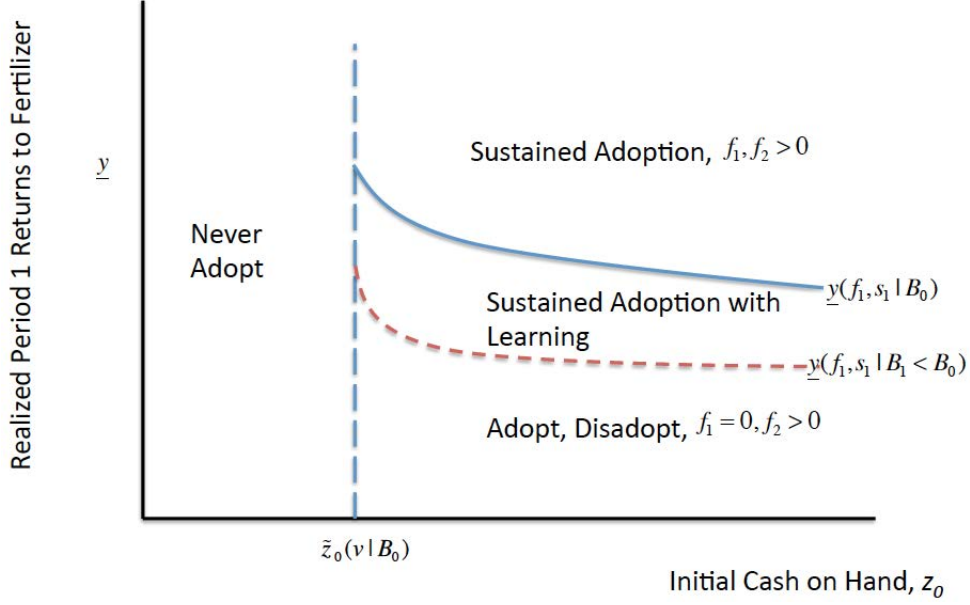 Realized Period 1 Returns to Fertilizer
y
Sustained Adoption, f₁, f₂ > 0
Never
Adopt
y(f₁, s₁ | B₀)
Sustained Adoption with
Learning
y(f₁, s₁ | B₁ < B₀)
Adopt, Disadopt, f₁ = 0, f₂ > 0
z̃₀(v | B₀)
Initial Cash on Hand, z₀